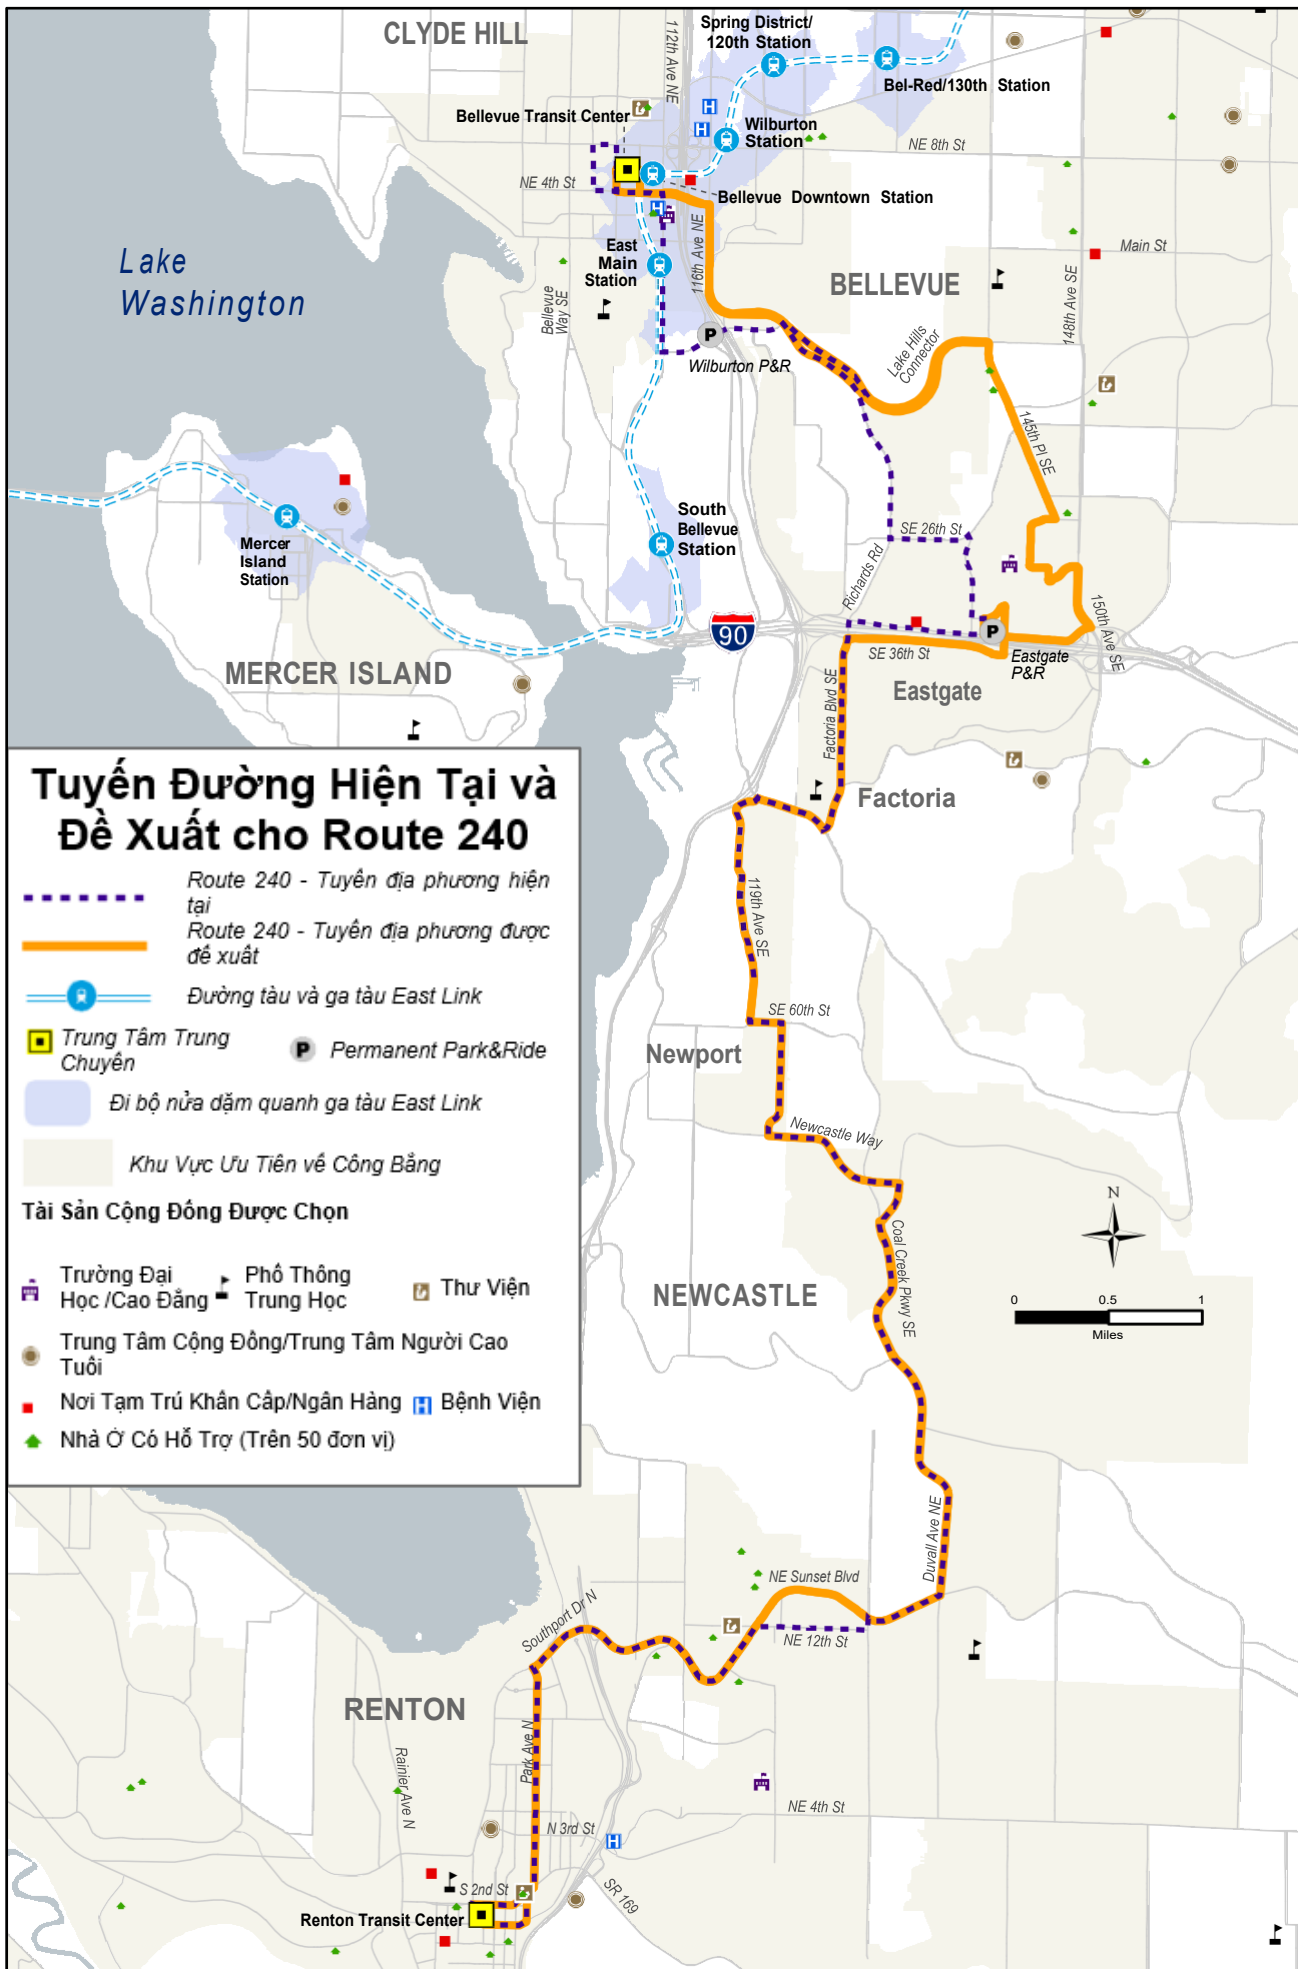 CLYDE HILL
112th Ave NE
Spring District/
120th Station
Bel-Red/130th Station
Bellevue Transit Center
Wilburton
Station
NE 8th St
NE 4th St
Bellevue Downtown Station
Lake
Washington
East
Main
Station
116th Ave NE
Main St
BELLEVUE
Bellevue
Way SE
148th Ave SE
P
Wilburton P&R
Lake Hills
Connector
145th Pl SE
South
Bellevue
Station
SE 26th St
Mercer
Island
Station
Richards Rd
150th Ave SE
90
P
SE 36th St
Eastgate
P&R
MERCER ISLAND
Eastgate
Factoria Blvd SE
Factoria
Tuyến Đường Hiện Tại và
Đề Xuất cho Route 240
Route 240 - Tuyến địa phương hiện
tại
Route 240 - Tuyến địa phương được
đề xuất
Đường tàu và ga tàu East Link
Trung Tâm Trung
Chuyển
P
Permanent Park&Ride
Đi bộ nửa dặm quanh ga tàu East Link
Khu Vực Ưu Tiên về Công Bằng
Tài Sản Cộng Đồng Được Chọn
Trường Đại
Học /Cao Đẳng
Phổ Thông
Trung Học
Thư Viện
Trung Tâm Cộng Đồng/Trung Tâm Người Cao
Tuổi
Nơi Tạm Trú Khẩn Cấp/Ngân Hàng
H Bệnh Viện
Nhà Ở Có Hỗ Trợ (Trên 50 đơn vị)
119th Ave SE
SE 60th St
Newport
Newcastle Way
Coal Creek Pkwy SE
N
NEWCASTLE
0 0.5 1
Miles
Duvall Ave NE
NE Sunset Blvd
NE 12th St
Southport Dr N
RENTON
Park Ave N
Rainier Ave N
NE 4th St
N 3rd St
H
SR 169
S 2nd St
Renton Transit Center
H
H
H